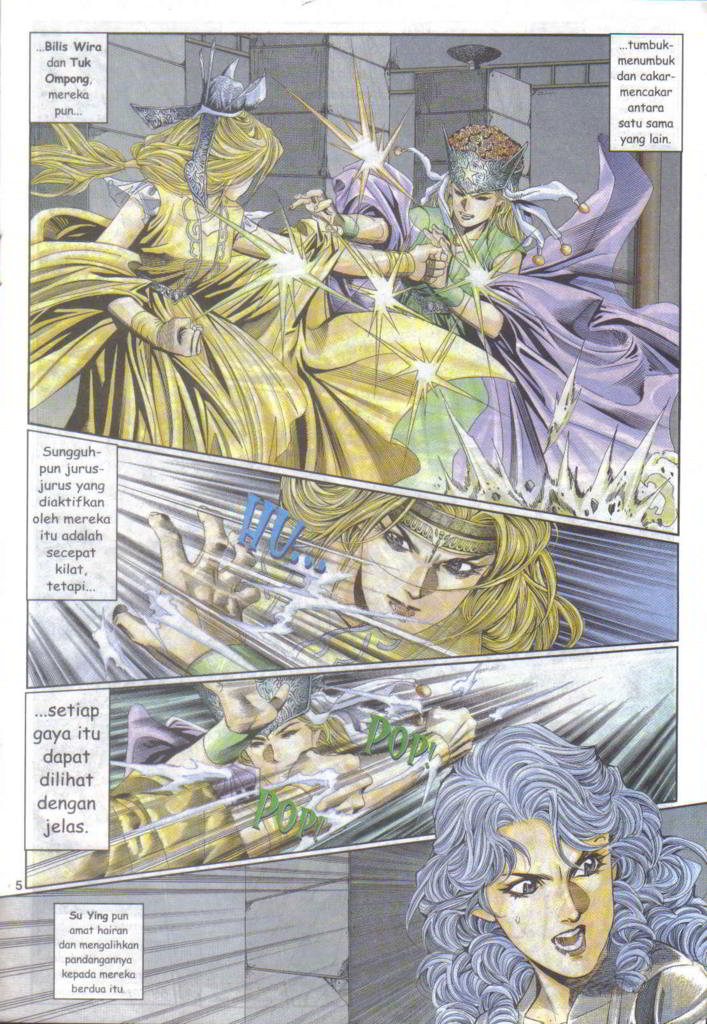 ...Bilis Wira
dan Tuk
Ompong,
mereka
pun...
...tumbuk-
menumbuk
dan cakar-
mencakar
antara
satu sama
yang lain.
Sungguh-
pun jurus-
jurus yang
diaktifkan
oleh mereka
itu adalah
secepat
kilat,
tetapi...
HU...
...setiap
gaya itu
dapat
dilihat
dengan
jelas.
POP!
POP!
5
Su Ying pun
amat hairan
dan mengalihkan
pandangannya
kepada mereka
berdua itu.